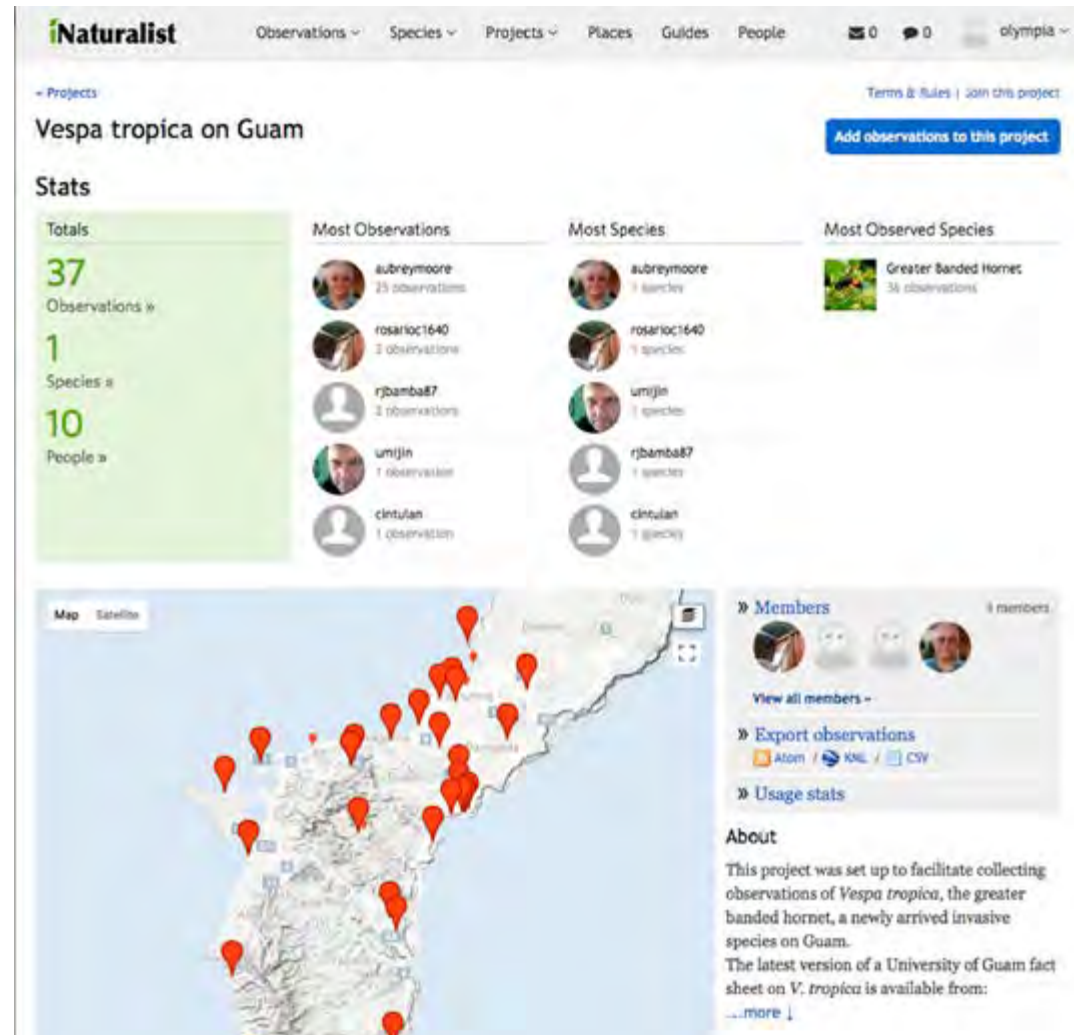 iNaturalist
Observations Species Projects Places Guides People 0 0 olympia
« Projects
Terms & Rules | Join this project
Vespa tropica on Guam
Add observations to this project
Stats
Totals
37
Observations »
1
Species »
10
People »
Most Observations
aubreymoore
25 observations
rosarioc1640
rjbamba87
2 observations
umijin
1 observation
cintulan
1 observation
Most Species
aubreymoore
1 species
rosarioc1640
1 species
umijin
1 species
rjbamba87
1 species
cintulan
1 species
Most Observed Species
Greater Banded Hornet
36 observations
Map Satellite
» Members
members
View all members
» Export observations
Atom / KML / CSV
» Usage stats
About
This project was set up to facilitate collecting
observations of Vespa tropica, the greater
banded hornet, a newly arrived invasive
species on Guam.
The latest version of a University of Guam fact
sheet on V. tropica is available from:
...more ↓